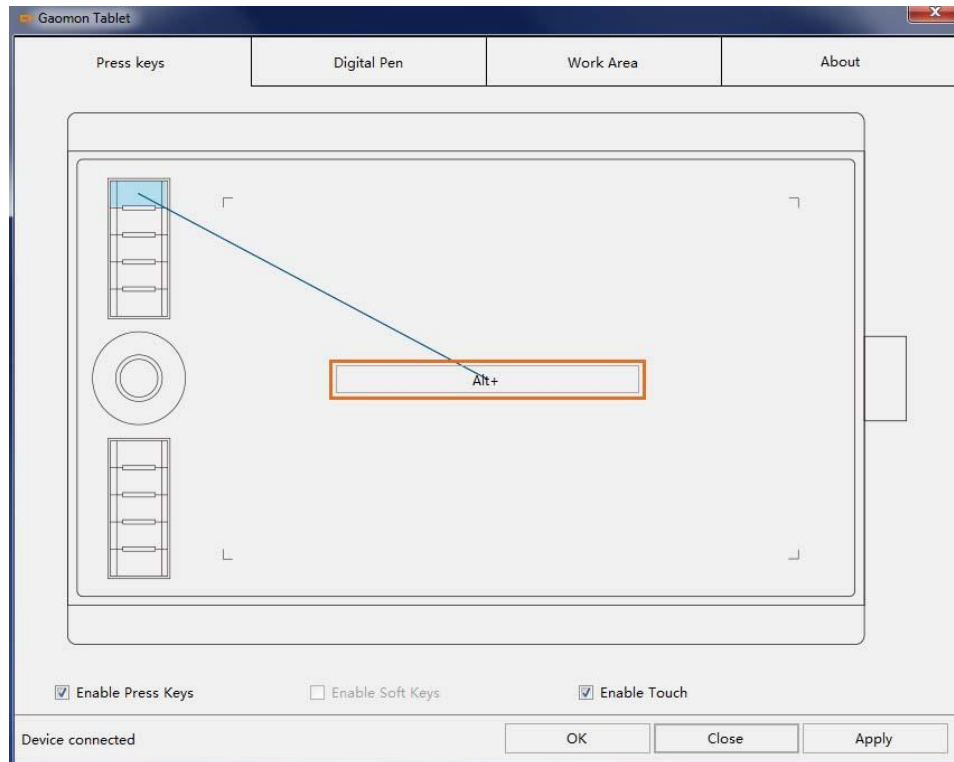 Gaomon Tablet
X
Press keys
Digital Pen
Work Area
About
Alt+
Enable Press Keys
Enable Soft Keys
Enable Touch
Device connected
OK
Close
Apply